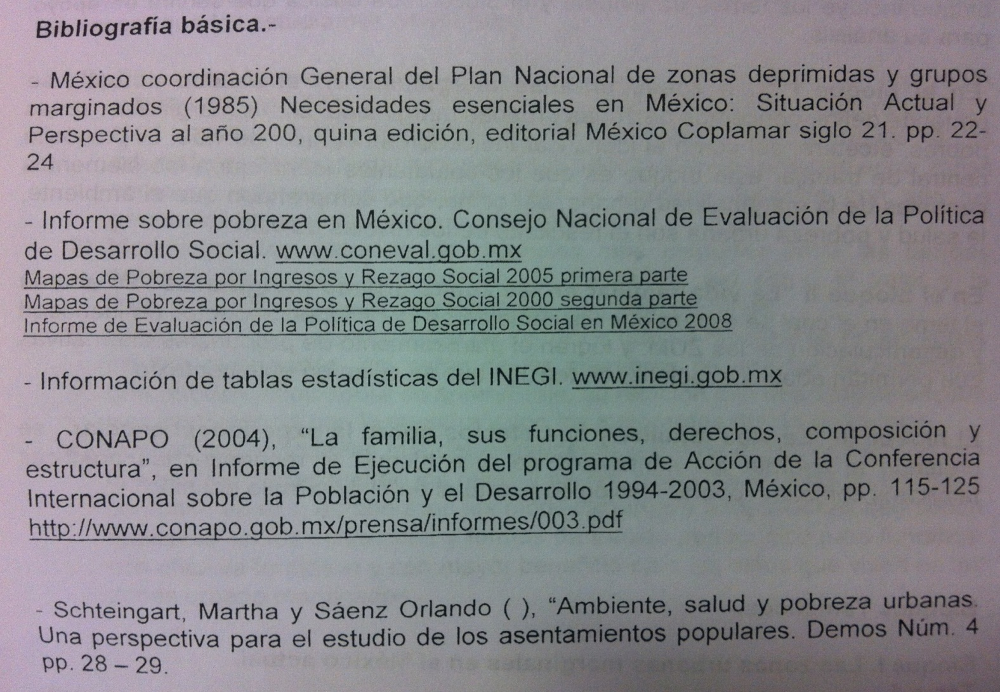 Bibliografía básica.-
- México coordinación General del Plan Nacional de zonas deprimidas y grupos
marginados (1985) Necesidades esenciales en México: Situación Actual y
Perspectiva al año 200, quina edición, editorial México Coplamar siglo 21. pp. 22-
24
- Informe sobre pobreza en México. Consejo Nacional de Evaluación de la Política
de Desarrollo Social. www.coneval.gob.mx
Mapas de Pobreza por Ingresos y Rezago Social 2005 primera parte
Mapas de Pobreza por Ingresos y Rezago Social 2000 segunda parte
Informe de Evaluación de la Política de Desarrollo Social en México 2008
- Información de tablas estadísticas del INEGI. www.inegi.gob.mx
- CONAPO (2004), “La familia, sus funciones, derechos, composición y
estructura”, en Informe de Ejecución del programa de Acción de la Conferencia
Internacional sobre la Población y el Desarrollo 1994-2003, México, pp. 115-125
http://www.conapo.gob.mx/prensa/informes/003.pdf
- Schteingart, Martha y Sáenz Orlando ( ), “Ambiente, salud y pobreza urbanas.
Una perspectiva para el estudio de los asentamientos populares. Demos Núm. 4
pp. 28 – 29.